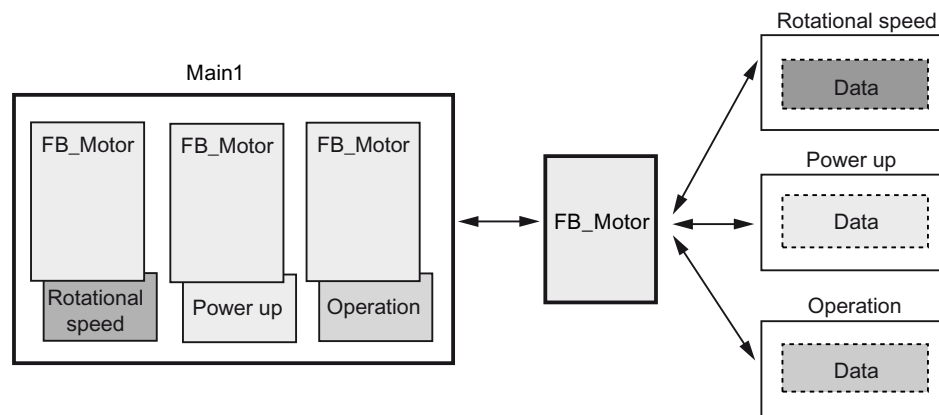 Main1
FB_Motor
FB_Motor
FB_Motor
Rotational
speed
Power up
Operation
FB_Motor
Rotational speed
Data
Power up
Data
Operation
Data